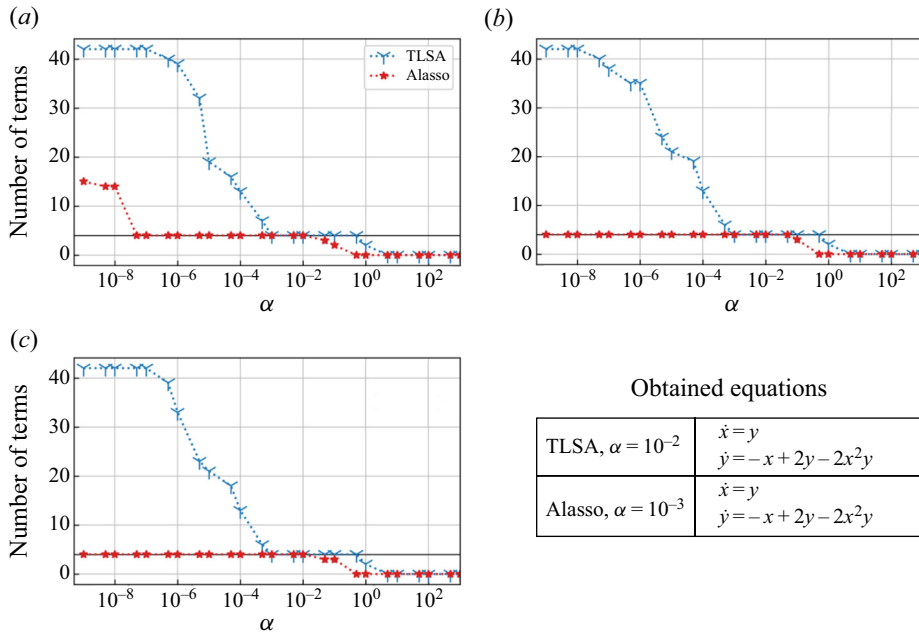 (a)
40
30
20
10
0
Number of terms
TLSA
Alasso
10⁻⁸ 10⁻⁶ 10⁻⁴ 10⁻² 10⁰ 10²
α
(b)
40
30
20
10
0
10⁻⁸ 10⁻⁶ 10⁻⁴ 10⁻² 10⁰ 10²
α
(c)
40
30
20
10
0
Number of terms
10⁻⁸ 10⁻⁶ 10⁻⁴ 10⁻² 10⁰ 10²
α
Obtained equations
TLSA, α = 10⁻²
ẋ = y
ẏ = −x + 2y − 2x²y
Alasso, α = 10⁻³
ẋ = y
ẏ = −x + 2y − 2x²y